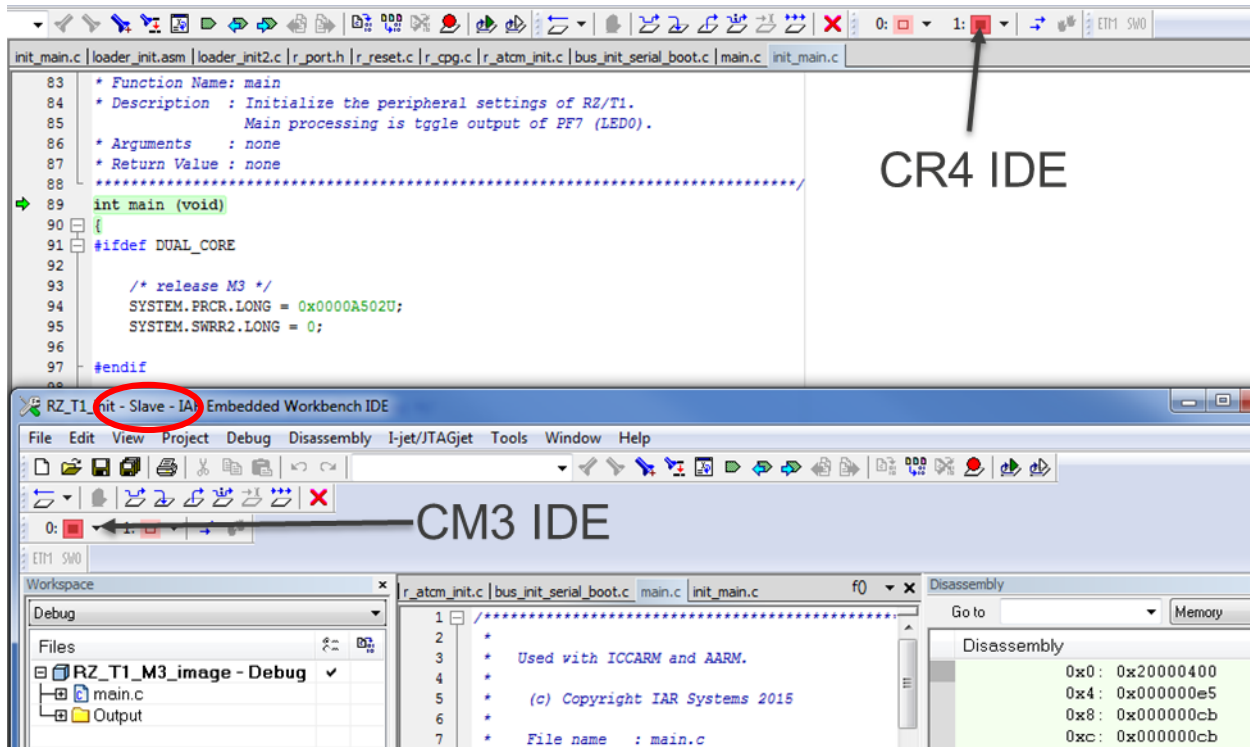 0: 1: ETM SWO
init_main.c loader_init.asm loader_init2.c r_port.h r_reset.c r_cpg.c r_atcm_init.c bus_init_serial_boot.c main.c init_main.c
83 * Function Name: main
84 * Description : Initialize the peripheral settings of RZ/T1.
85 Main processing is tggle output of PF7 (LED0).
86 * Arguments : none
87 * Return Value : none
88 *******************************************************************************/
89 int main (void)
90 {
91 #ifdef DUAL_CORE
92
93 /* release M3 */
94 SYSTEM.PRCR.LONG = 0x0000A502U;
95 SYSTEM.SWRR2.LONG = 0;
96
97 #endif
98
CR4 IDE
RZ_T1_init - Slave - IAR Embedded Workbench IDE
File Edit View Project Debug Disassembly I-jet/JTAGjet Tools Window Help
0: 1:
CM3 IDE
ETM SWO
Workspace
Debug
Files
RZ_T1_M3_image - Debug
main.c
Output
r_atcm_init.c bus_init_serial_boot.c main.c init_main.c f()
1 /************************************************
2 *
3 * Used with ICCARM and AARM.
4 *
5 * (c) Copyright IAR Systems 2015
6 *
7 * File name : main.c
Disassembly
Go to Memory
Disassembly
0x0: 0x20000400
0x4: 0x000000e5
0x8: 0x000000cb
0xc: 0x000000cb